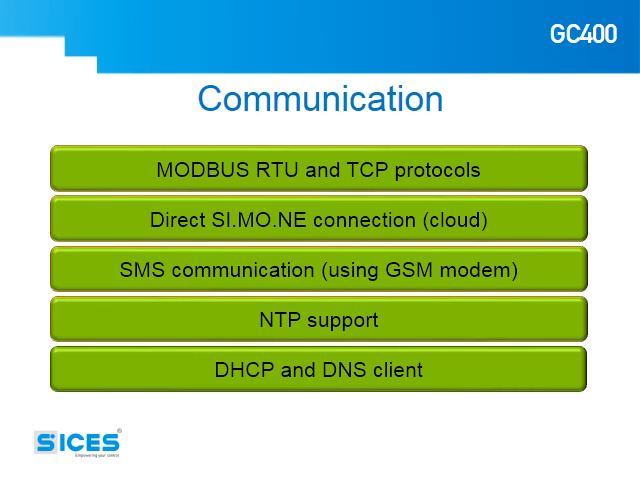 GC400
Communication
MODBUS RTU and TCP protocols
Direct SI.MO.NE connection (cloud)
SMS communication (using GSM modem)
NTP support
DHCP and DNS client
SICES®
Empowering your control